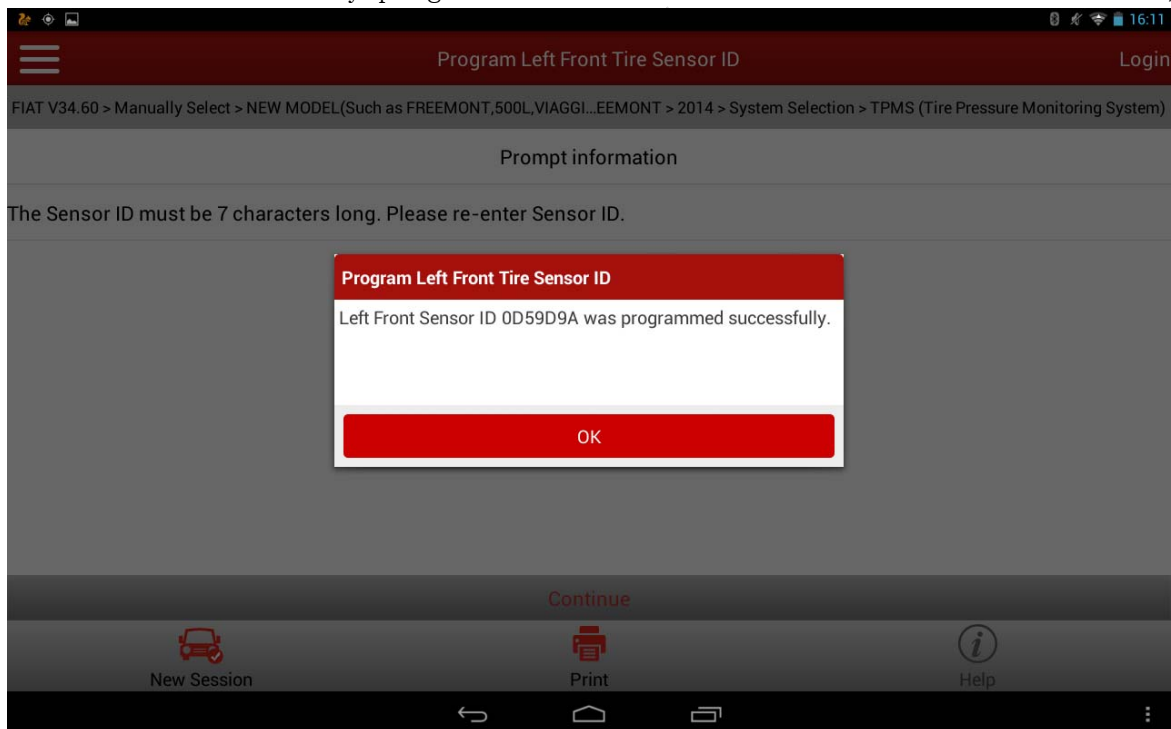 16:11
Program Left Front Tire Sensor ID
Login
FIAT V34.60 > Manually Select > NEW MODEL(Such as FREEMONT,500L,VIAGGI...EEMONT > 2014 > System Selection > TPMS (Tire Pressure Monitoring System)
Prompt information
The Sensor ID must be 7 characters long. Please re-enter Sensor ID.
Program Left Front Tire Sensor ID
Left Front Sensor ID 0D59D9A was programmed successfully.
OK
Continue
New Session
Print
Help